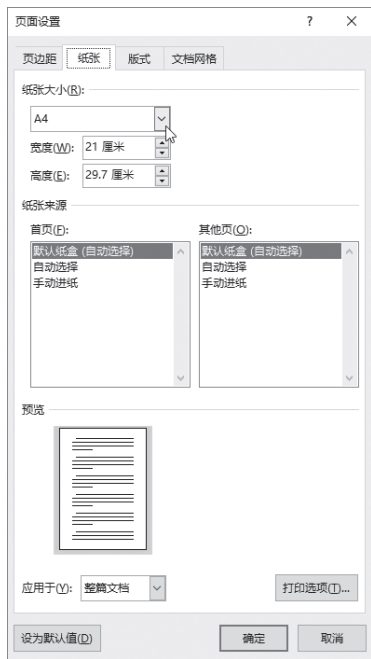 页面设置 ? ×
页边距 纸张 版式 文档网格
纸张大小(R):
A4
宽度(W): 21 厘米
高度(E): 29.7 厘米
纸张来源
首页(F): 其他页(O):
默认纸盒 (自动选择) 默认纸盒 (自动选择)
自动选择 自动选择
手动进纸 手动进纸
预览
应用于(Y): 整篇文档 打印选项(T)...
设为默认值(D) 确定 取消